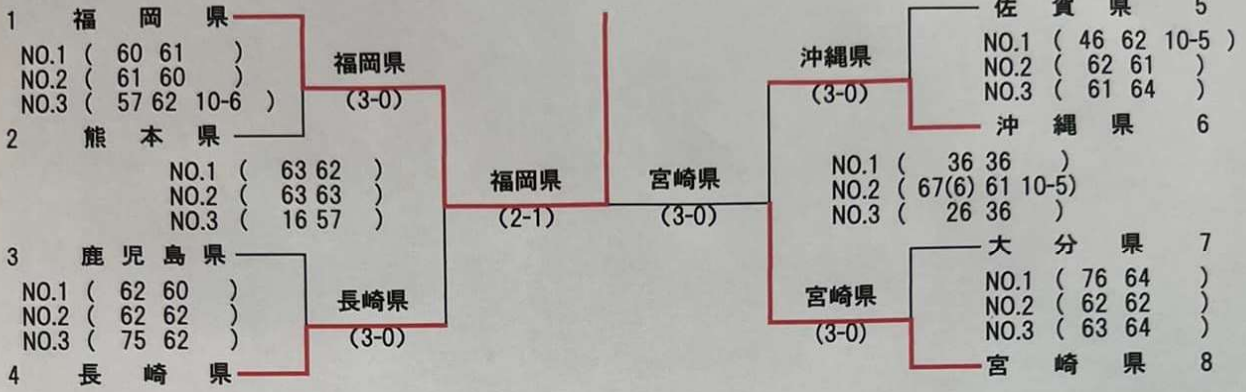 1 福岡県
NO.1 ( 60 61 )
NO.2 ( 61 60 )
NO.3 ( 57 62 10-6 )
福岡県
(3-0)
2 熊本県
NO.1 ( 63 62 )
NO.2 ( 63 63 )
NO.3 ( 16 57 )
福岡県
(2-1)
3 鹿児島県
NO.1 ( 62 60 )
NO.2 ( 62 62 )
NO.3 ( 75 62 )
長崎県
(3-0)
4 長崎県
佐賀県 5
NO.1 ( 46 62 10-5 )
NO.2 ( 62 61 )
NO.3 ( 61 64 )
沖縄県
(3-0)
沖縄県 6
NO.1 ( 36 36 )
NO.2 ( 67(6) 61 10-5)
NO.3 ( 26 36 )
宮崎県
(3-0)
大分県 7
NO.1 ( 76 64 )
NO.2 ( 62 62 )
NO.3 ( 63 64 )
宮崎県
(3-0)
宮崎県 8